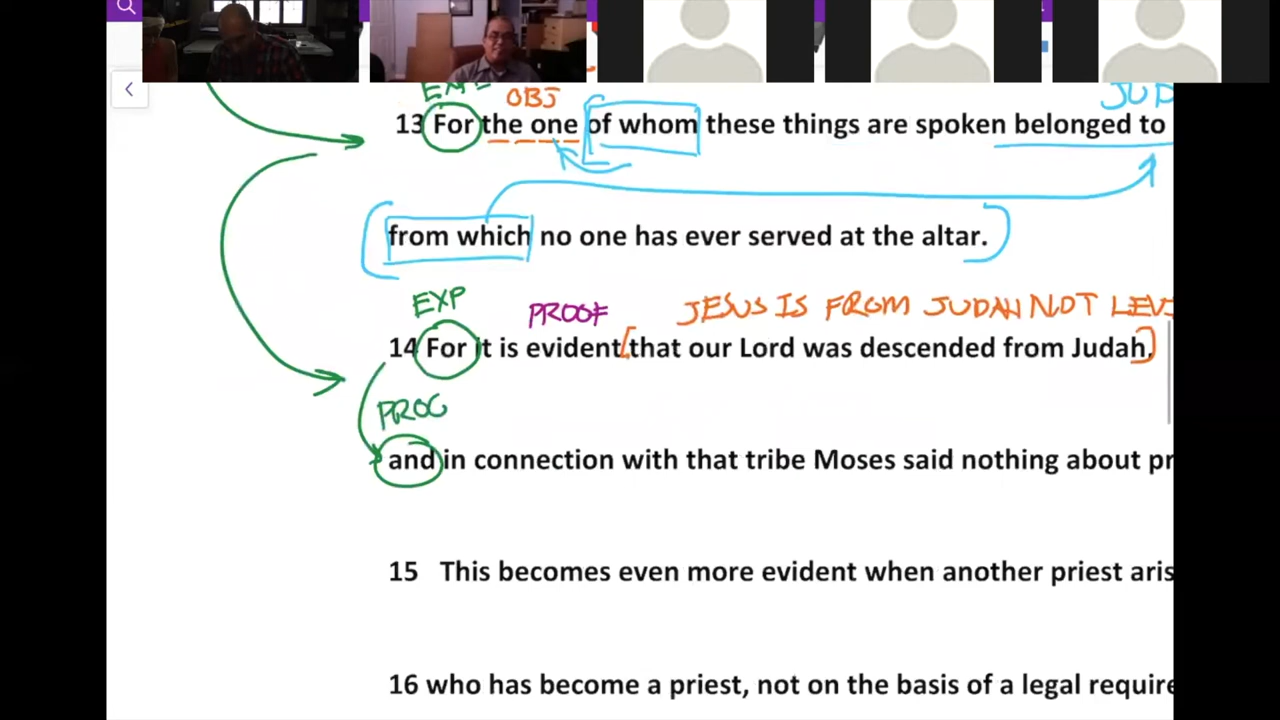 OBJ
13 For the one of whom these things are spoken belonged to
from which no one has ever served at the altar.
EXP
PROOF
JESUS IS FROM JUDAH NOT
14 For it is evident that our Lord was descended from Judah,
PROG
and in connection with that tribe Moses said nothing about
15 This becomes even more evident when another priest
16 who has become a priest, not on the basis of a legal